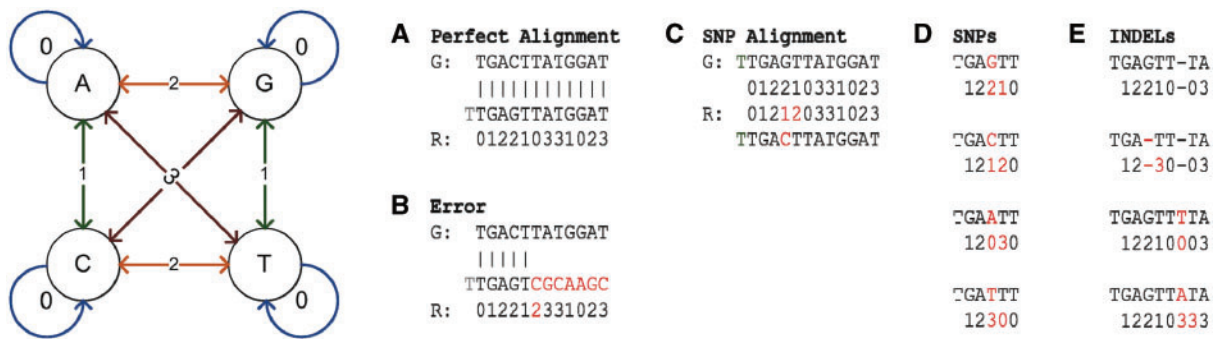 0
0
A
2
G
1
3
1
C
2
T
0
0
A Perfect Alignment
G: TGACTTATGGAT
||||||||||||
TTGAGTTATGGAT
R: 012210331023
B Error
G: TGACTTATGGAT
|||||
TTGAGTCGCAAGC
R: 012212331023
C SNP Alignment
G: TTGAGTTATGGAT
012210331023
R: 012120331023
TTGACTTATGGAT
D SNPs
TGAGTT
12210
TGACTT
12120
TGAATT
12030
TGATTT
12300
E INDELs
TGAGTT-TA
12210-03
TGA-TT-TA
12-30-03
TGAGTTTTA
12210003
TGAGTTATA
12210333